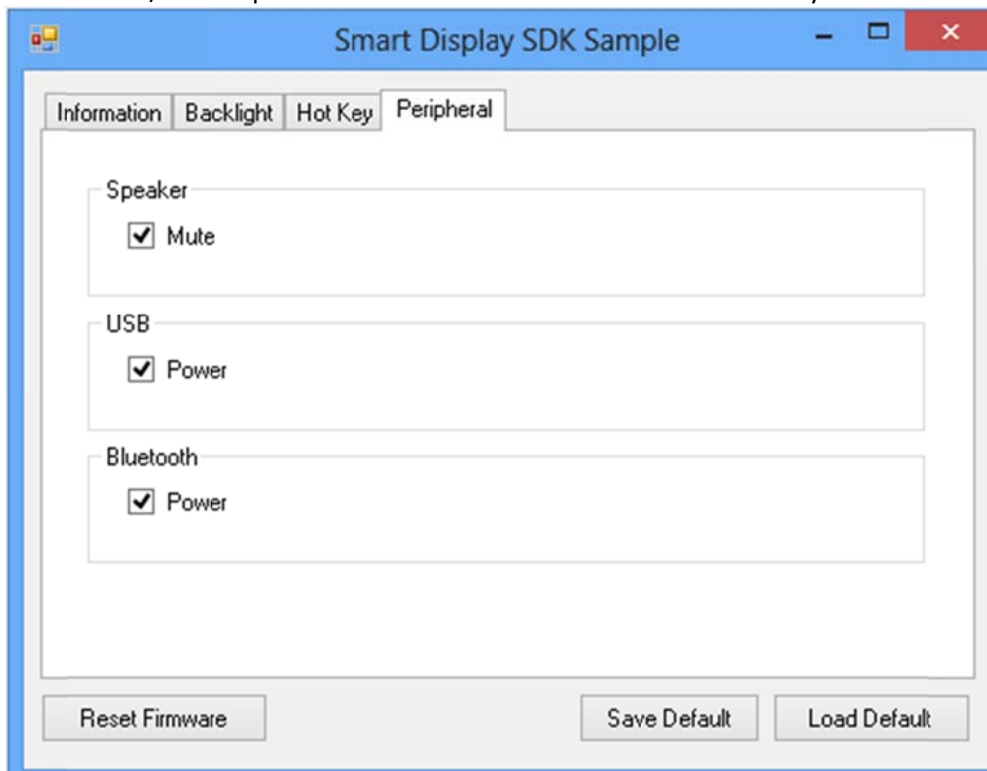 Smart Display SDK Sample
Information Backlight Hot Key Peripheral
Speaker
Mute
USB
Power
Bluetooth
Power
Reset Firmware Save Default Load Default